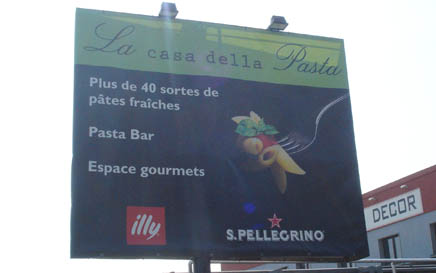 La casa della Pasta
Plus de 40 sortes de
pâtes fraîches
Pasta Bar
Espace gourmets
illy
S.PELLEGRINO
DECOR